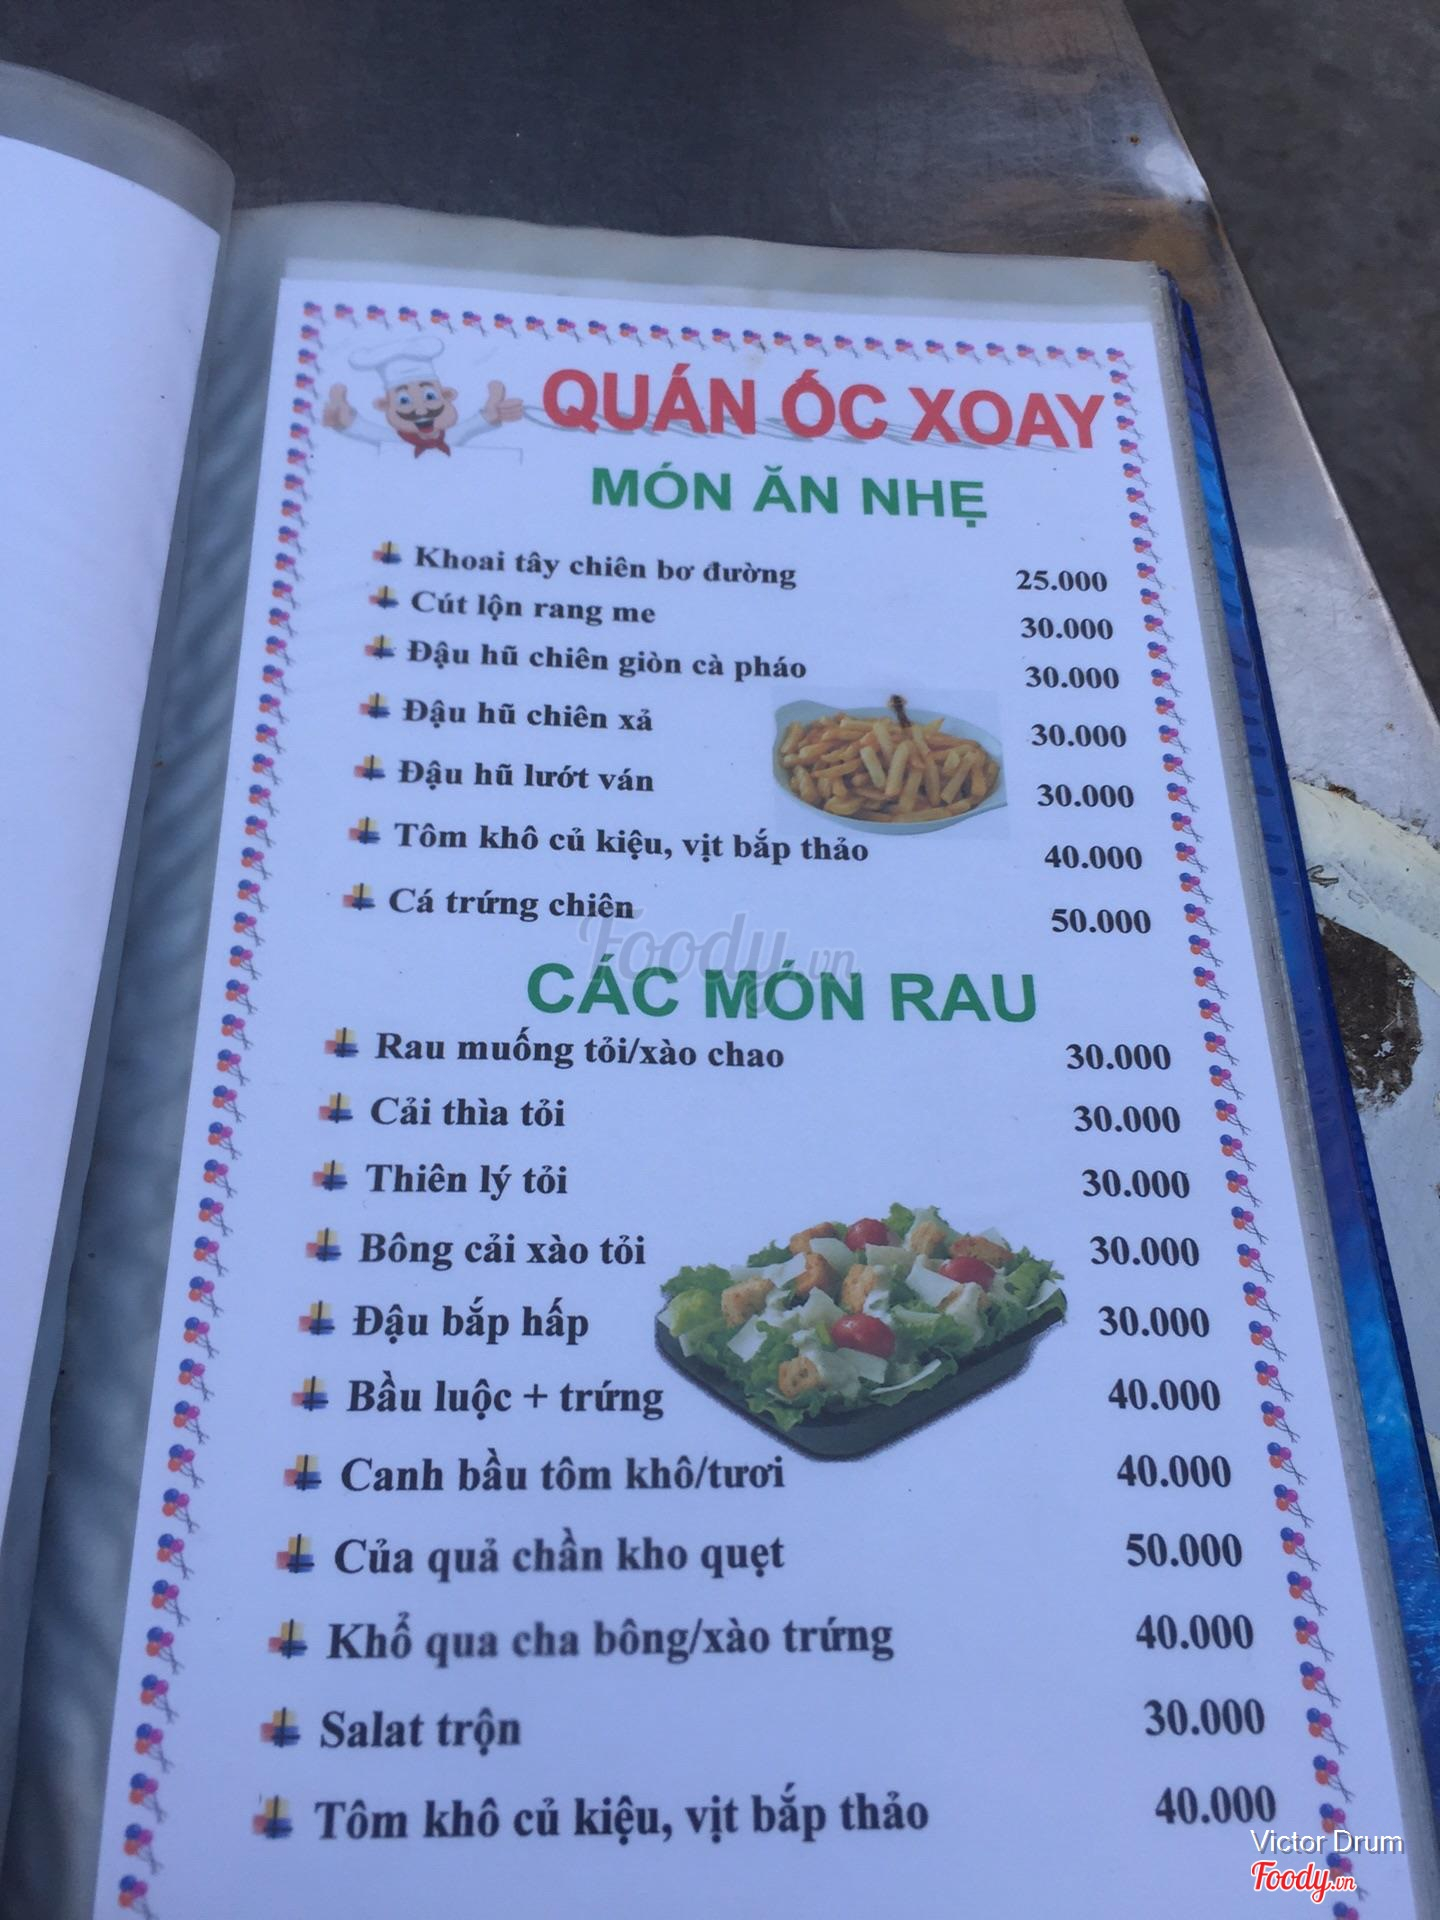 QUÁN ỐC XOAY
MÓN ĂN NHẸ
Khoai tây chiên bơ đường 25.000
Cút lộn rang me 30.000
Đậu hũ chiên giòn cà pháo 30.000
Đậu hũ chiên xả 30.000
Đậu hũ lướt ván 30.000
Tôm khô củ kiệu, vịt bắp thảo 40.000
Cá trứng chiên 50.000
Foody.vn
CÁC MÓN RAU
Rau muống tỏi/xào chao 30.000
Cải thìa tỏi 30.000
Thiên lý tỏi 30.000
Bông cải xào tỏi 30.000
Đậu bắp hấp 30.000
Bầu luộc + trứng 40.000
Canh bầu tôm khô/tươi 40.000
Của quả chần kho quẹt 50.000
Khổ qua cha bông/xào trứng 40.000
Salat trộn 30.000
Tôm khô củ kiệu, vịt bắp thảo 40.000
Victor Drum
Foody.vn